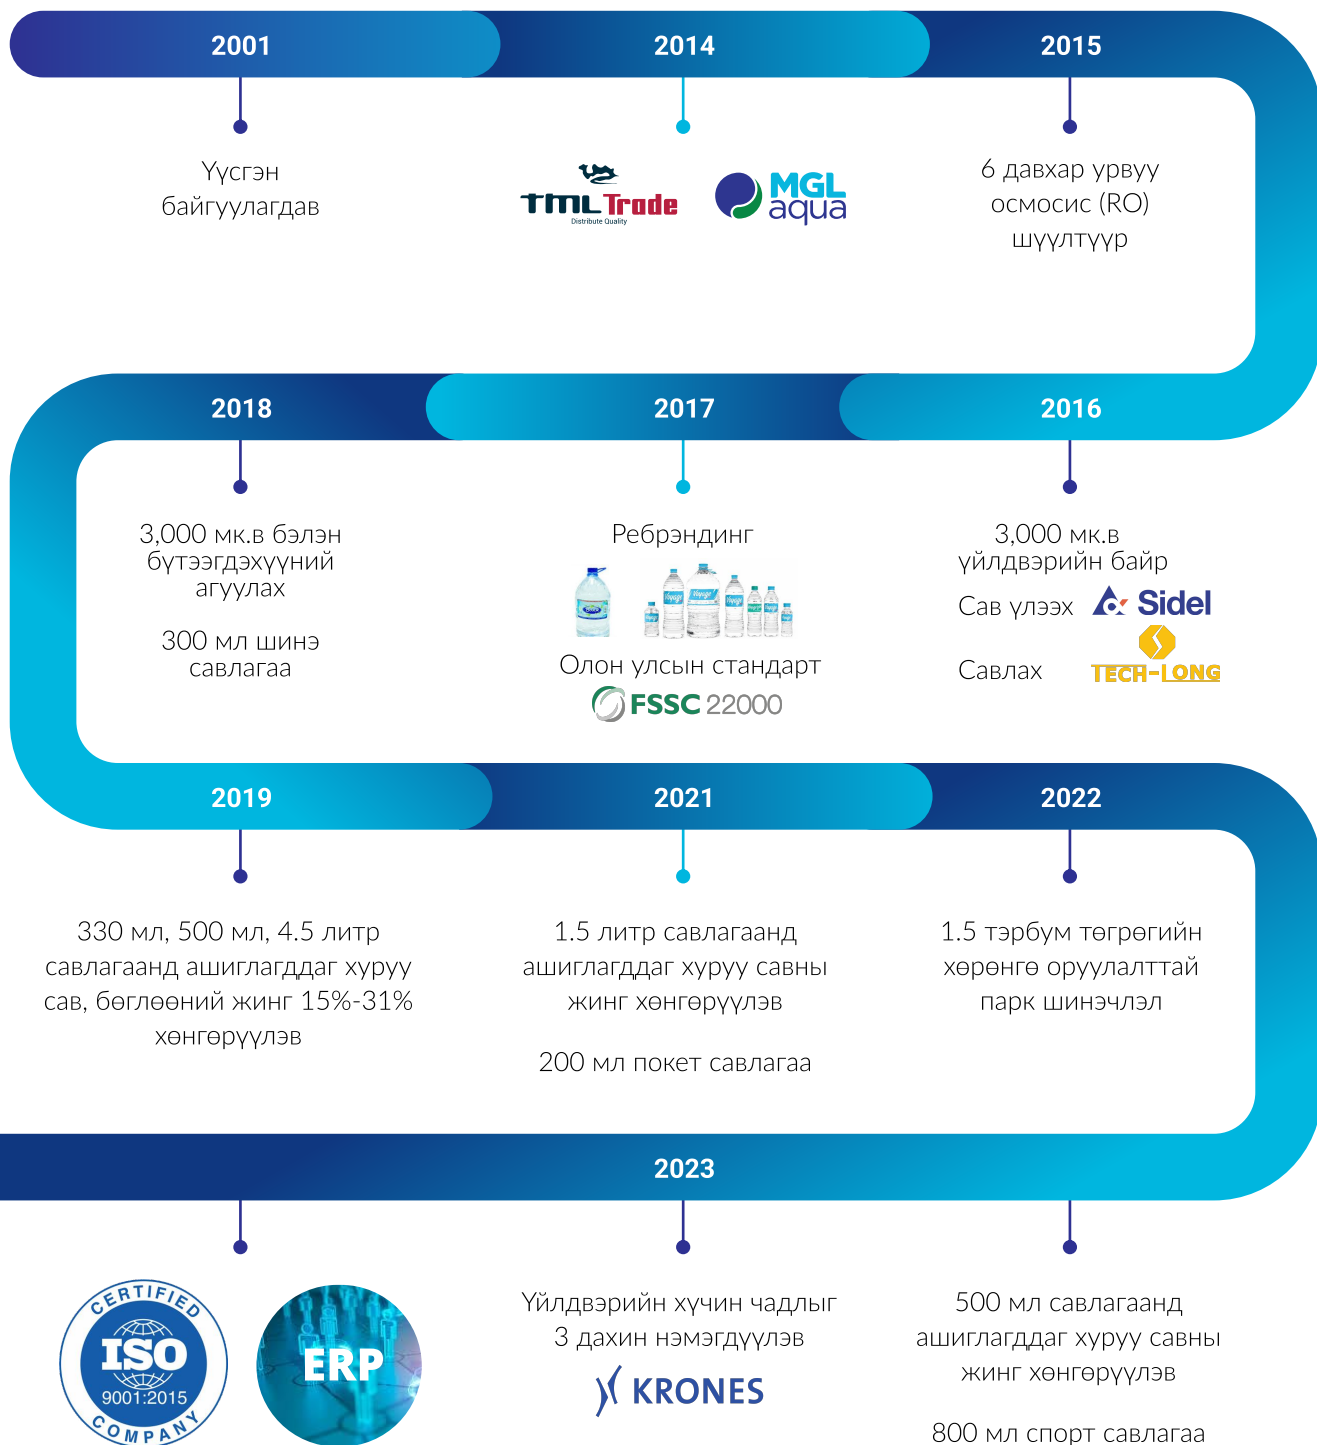 2001
Үүсгэн
байгуулагдав
2014
TML Trade
Distribute Quality
MGL
aqua
2015
6 давхар урвуу
осмосис (RO)
шүүлтүүр
2016
3,000 мк.в
үйлдвэрийн байр
Сав үлээх
Sidel
Савлах
TECH-LONG
2017
Ребрэндинг
Олон улсын стандарт
FSSC 22000
2018
3,000 мк.в бэлэн
бүтээгдэхүүний
агуулах
300 мл шинэ
савлагаа
2019
330 мл, 500 мл, 4.5 литр
савлагаанд ашиглагддаг хуруу
сав, бөглөөний жинг 15%-31%
хөнгөрүүлэв
2021
1.5 литр савлагаанд
ашиглагддаг хуруу савны
жинг хөнгөрүүлэв
200 мл покет савлагаа
2022
1.5 тэрбум төгрөгийн
хөрөнгө оруулалттай
парк шинэчлэл
2023
CERTIFIED
ISO
9001:2015
COMPANY
ERP
Үйлдвэрийн хүчин чадлыг
3 дахин нэмэгдүүлэв
KRONES
500 мл савлагаанд
ашиглагддаг хуруу савны
жинг хөнгөрүүлэв
800 мл спорт савлагаа